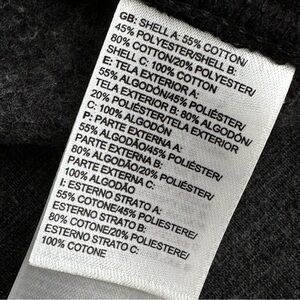 GB: SHELL A: 55% COTTON/
45% POLYESTER/SHELL B:
80% COTTON/20% POLYESTER/
SHELL C: 100% COTTON
E: TELA EXTERIOR A:
55% ALGODÓN/45% POLIÉSTER/
TELA EXTERIOR B: 80% ALGODÓN/
20% POLIÉSTER/TELA EXTERIOR
C: 100% ALGODÓN
P: PARTE EXTERNA A:
55% ALGODÃO/45% POLIÉSTER/
PARTE EXTERNA B:
80% ALGODÃO/20% POLIÉSTER/
PARTE EXTERNA C:
100% ALGODÃO
I: ESTERNO STRATO A:
55% COTONE/45% POLIESTERE/
ESTERNO STRATO B:
80% COTONE/20% POLIESTERE/
ESTERNO STRATO C:
100% COTONE